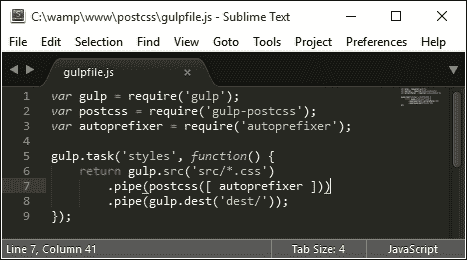 C:\wamp\www\postcss\gulpfile.js - Sublime Text
File Edit Selection Find View Goto Tools Project Preferences Help
gulpfile.js ×
1 var gulp = require('gulp');
2 var postcss = require('gulp-postcss');
3 var autoprefixer = require('autoprefixer');
4
5 gulp.task('styles', function() {
6 return gulp.src('src/*.css')
7 .pipe(postcss([ autoprefixer ]))
8 .pipe(gulp.dest('dest/'));
9 });
Line 7, Column 41 Tab Size: 4 JavaScript